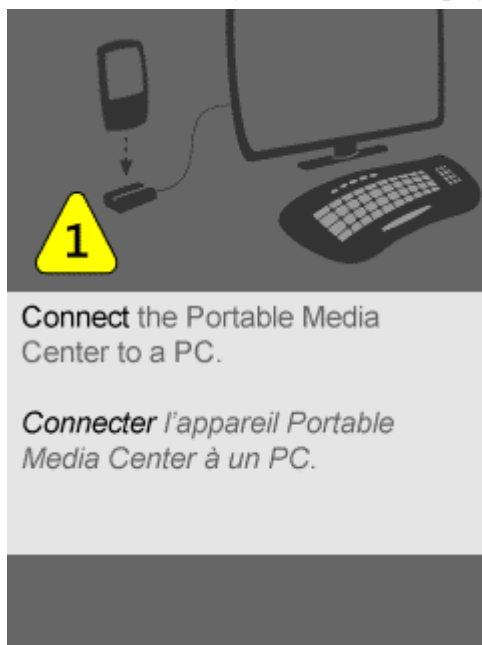 1
Connect the Portable Media
Center to a PC.
Connecter l'appareil Portable
Media Center à un PC.